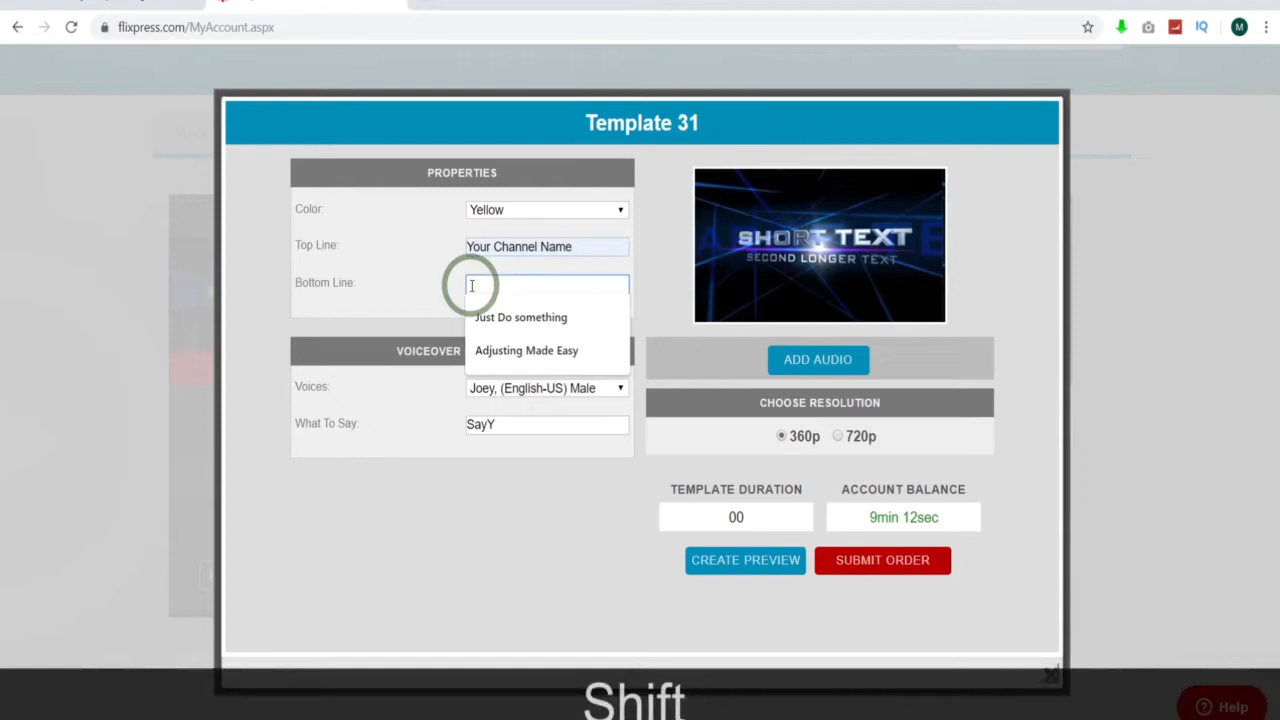 flixpress.com/MyAccount.aspx
IQ
M
Template 31
PROPERTIES
Color:
Yellow
Top Line:
Your Channel Name
Bottom Line:
Just Do something
Adjusting Made Easy
VOICEOVER
Voices:
Joey, (English-US) Male
What To Say:
SayY
SHORT TEXT
SECOND LONGER TEXT
ADD AUDIO
CHOOSE RESOLUTION
360p
720p
TEMPLATE DURATION
ACCOUNT BALANCE
00
9min 12sec
CREATE PREVIEW
SUBMIT ORDER
Shift
Help